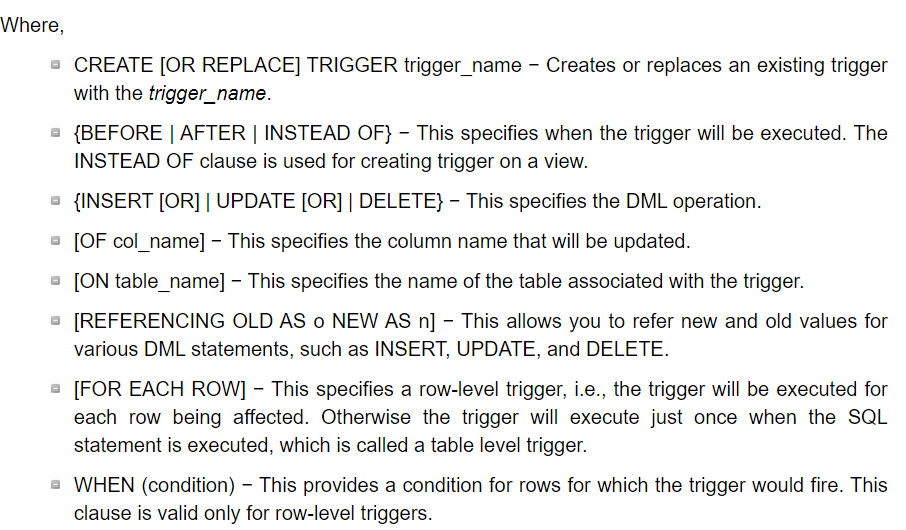 Where,
CREATE [OR REPLACE] TRIGGER trigger_name − Creates or replaces an existing trigger
with the trigger_name.
{BEFORE | AFTER | INSTEAD OF} − This specifies when the trigger will be executed. The
INSTEAD OF clause is used for creating trigger on a view.
{INSERT [OR] | UPDATE [OR] | DELETE} − This specifies the DML operation.
[OF col_name] − This specifies the column name that will be updated.
[ON table_name] − This specifies the name of the table associated with the trigger.
[REFERENCING OLD AS o NEW AS n] − This allows you to refer new and old values for
various DML statements, such as INSERT, UPDATE, and DELETE.
[FOR EACH ROW] − This specifies a row-level trigger, i.e., the trigger will be executed for
each row being affected. Otherwise the trigger will execute just once when the SQL
statement is executed, which is called a table level trigger.
WHEN (condition) − This provides a condition for rows for which the trigger would fire. This
clause is valid only for row-level triggers.